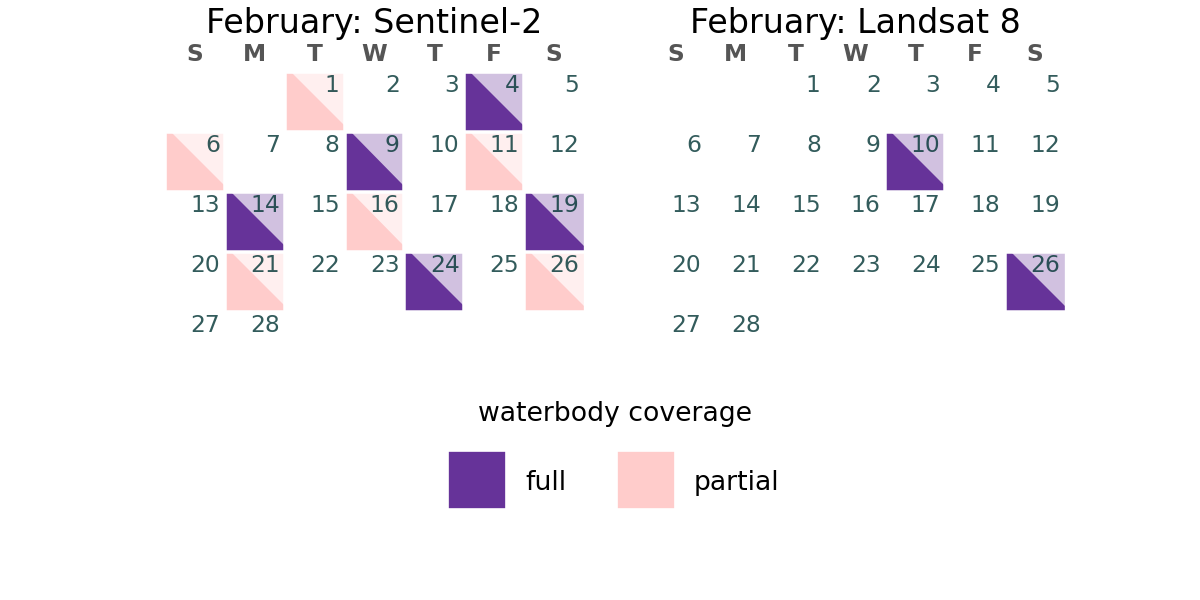 February: Sentinel-2
S M T W T F S
1 2 3 4 5
6 7 8 9 10 11 12
13 14 15 16 17 18 19
20 21 22 23 24 25 26
27 28
February: Landsat 8
S M T W T F S
1 2 3 4 5
6 7 8 9 10 11 12
13 14 15 16 17 18 19
20 21 22 23 24 25 26
27 28
waterbody coverage
full
partial